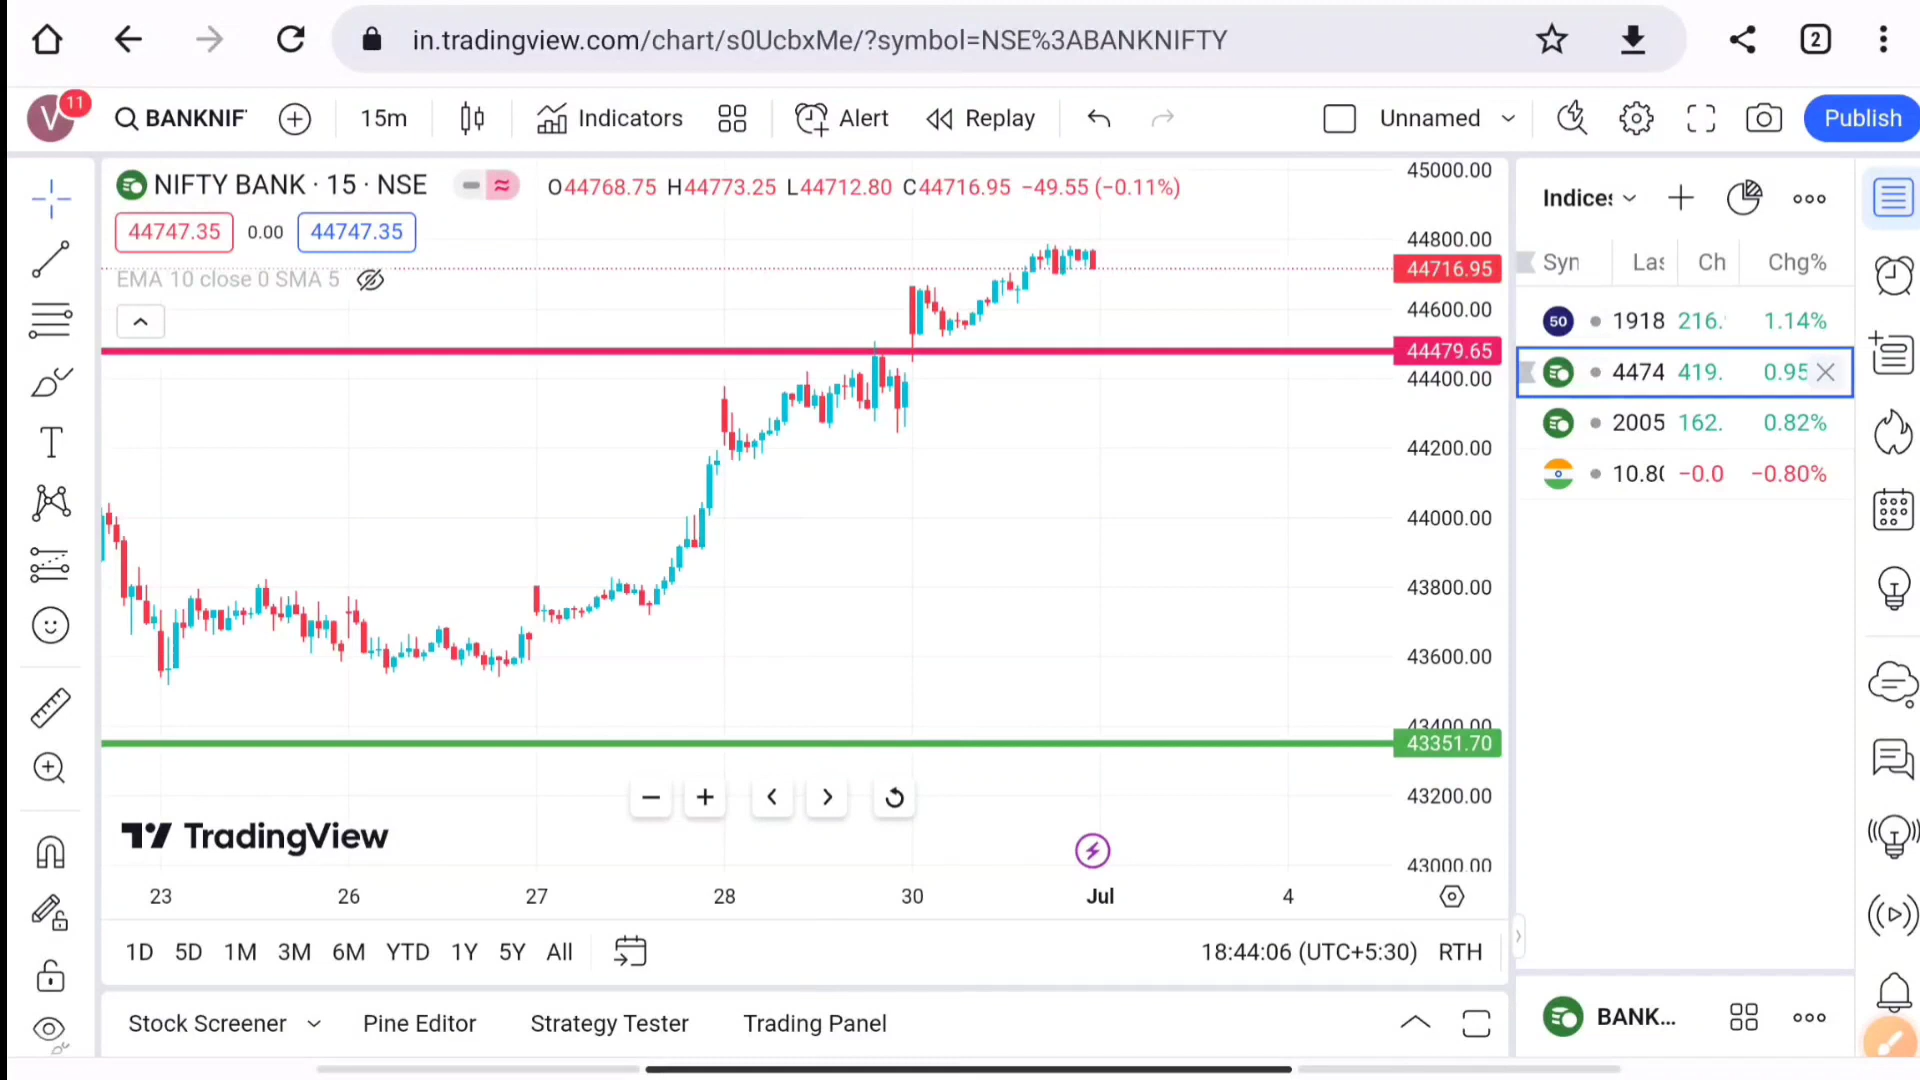 in.tradingview.com/chart/s0UcbxMe/?symbol=NSE%3ABANKNIFTY
2
V
11
BANKNIF
15m
Indicators
Alert
Replay
Unnamed
Publish
NIFTY BANK · 15 · NSE
O44768.75 H44773.25 L44712.80 C44716.95 −49.55 (−0.11%)
44747.35
0.00
44747.35
EMA 10 close 0 SMA 5
45000.00
44800.00
44716.95
44600.00
44479.65
44400.00
44200.00
44000.00
43800.00
43600.00
43400.00
43351.70
43200.00
43000.00
TradingView
23
26
27
28
30
Jul
4
1D
5D
1M
3M
6M
YTD
1Y
5Y
All
18:44:06 (UTC+5:30)
RTH
Stock Screener
Pine Editor
Strategy Tester
Trading Panel
Indices
Syn
Las
Ch
Chg%
50
1918 216. 1.14%
4474 419. 0.95
2005 162. 0.82%
10.80 −0.0 −0.80%
BANK...